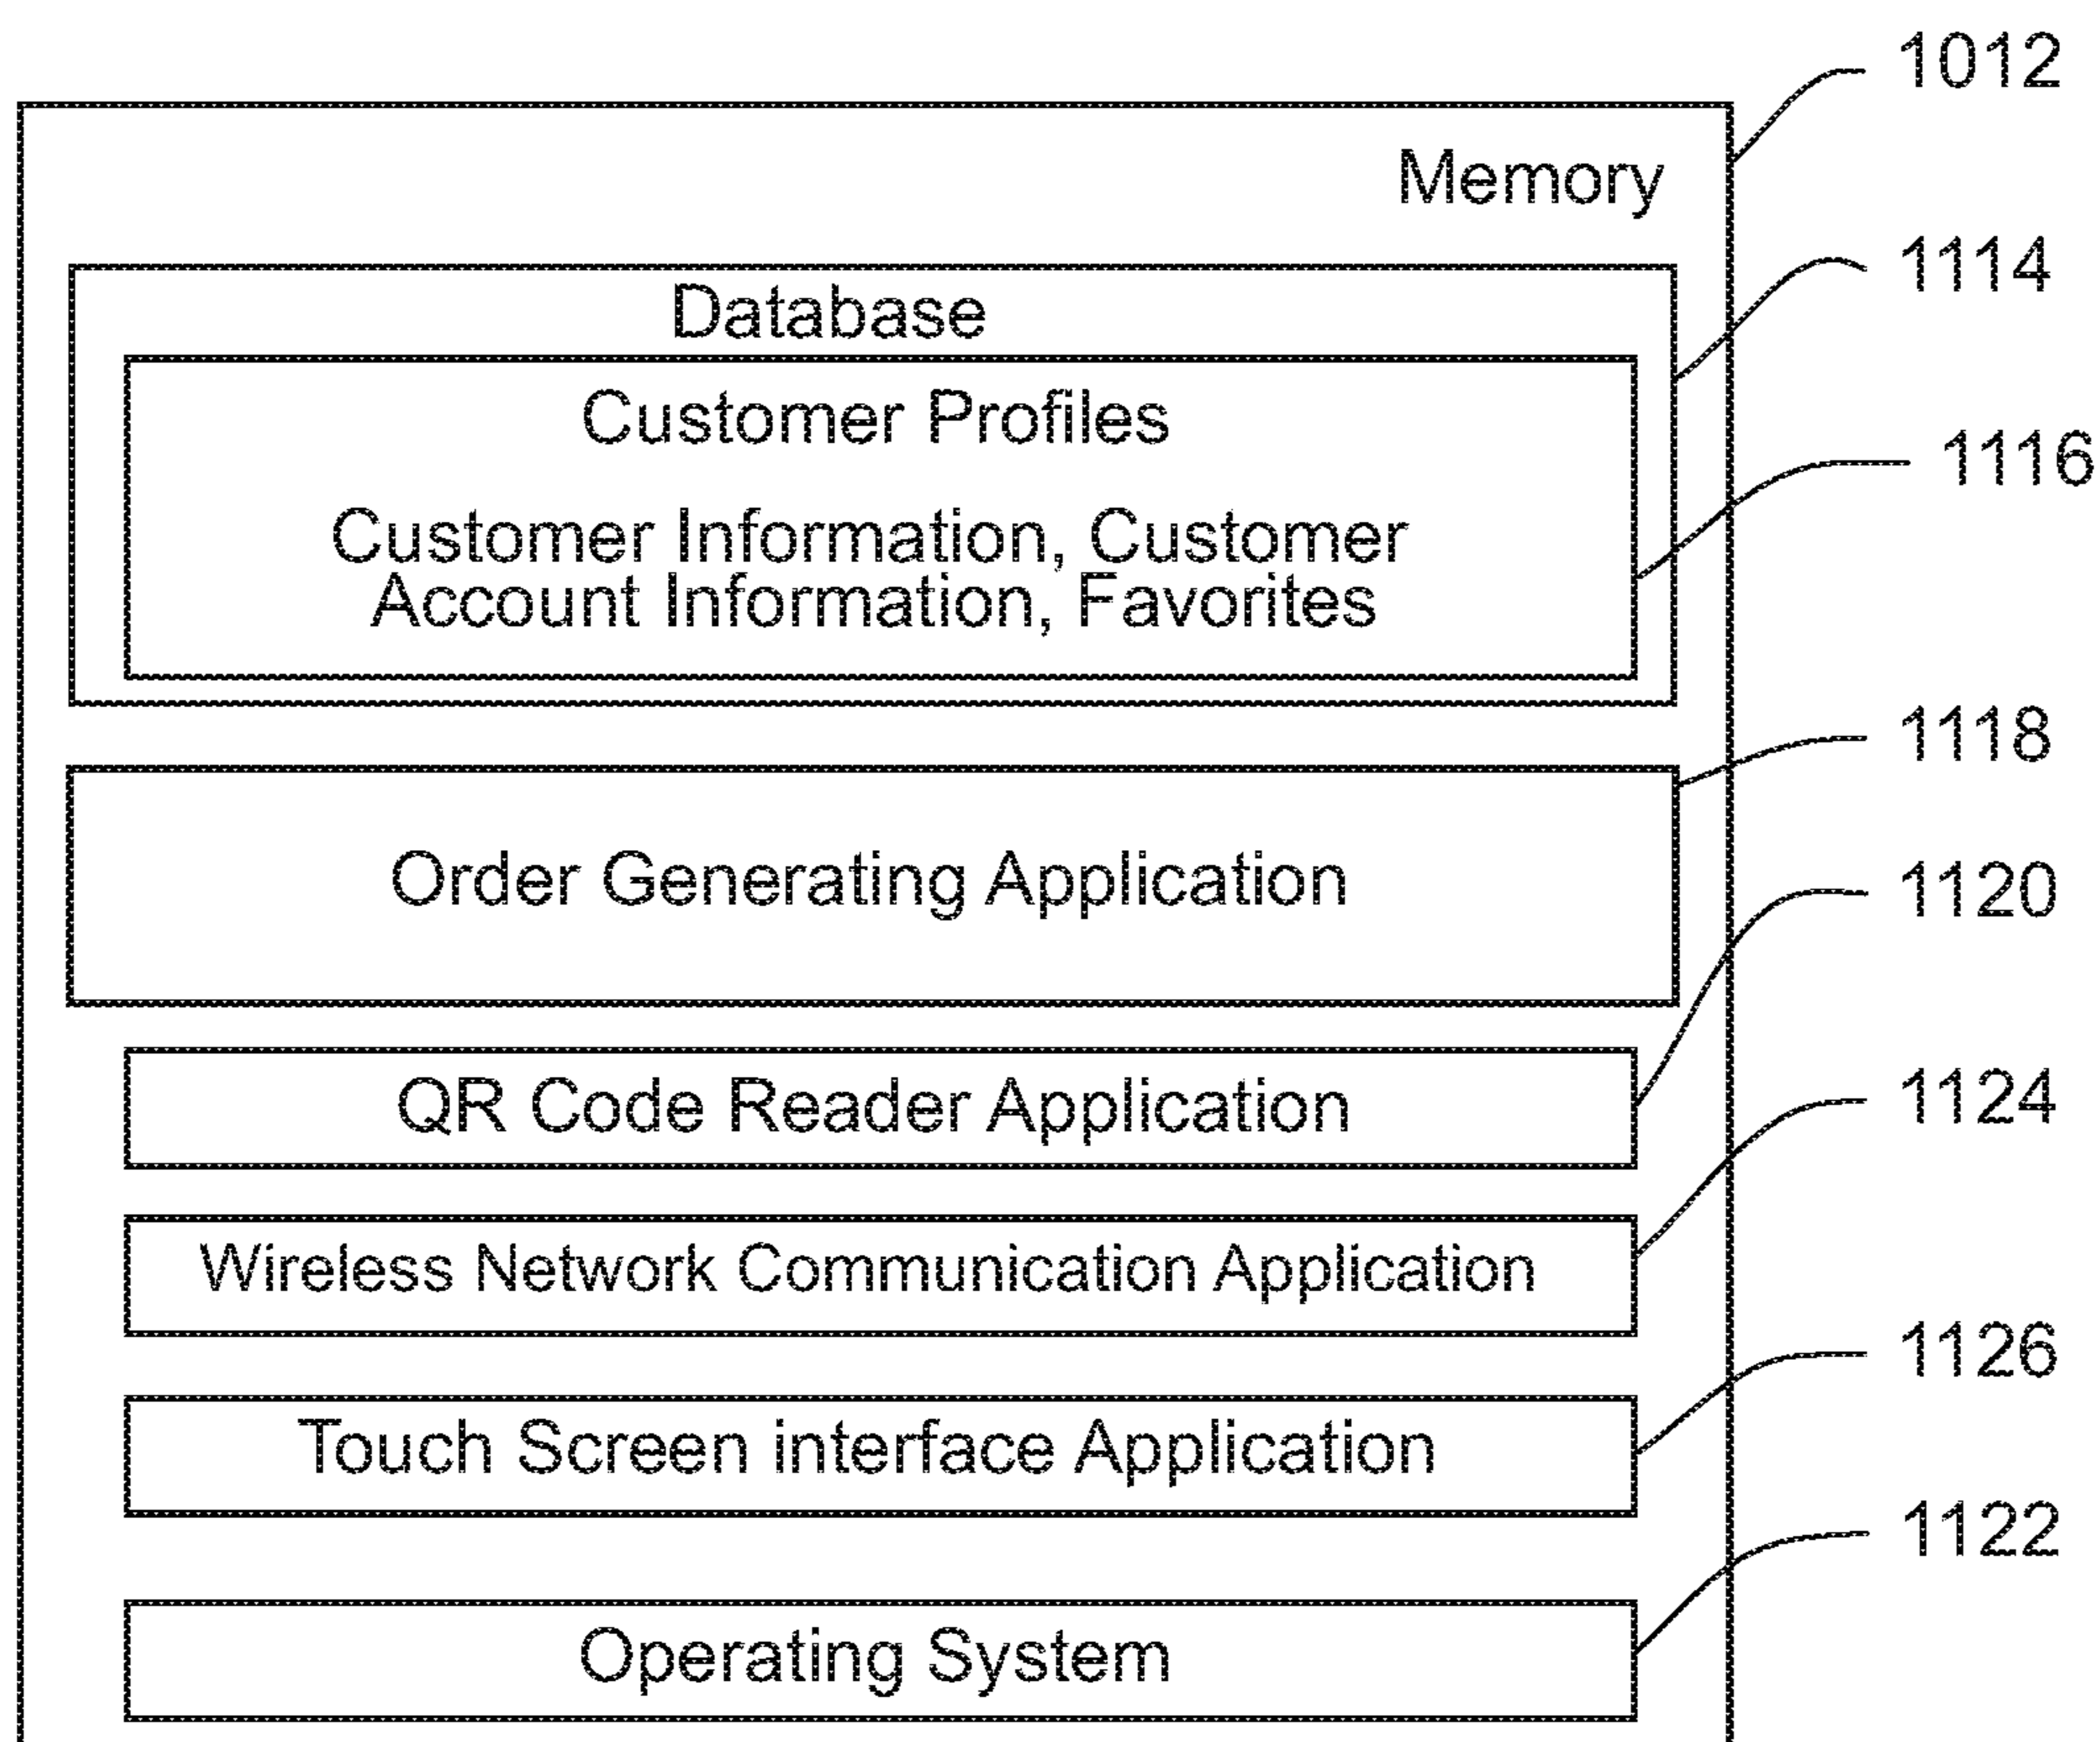 1012
Memory
1114
Database
Customer Profiles
1116
Customer Information, Customer
Account Information, Favorites
1118
Order Generating Application
1120
QR Code Reader Application
1124
Wireless Network Communication Application
1126
Touch Screen interface Application
1122
Operating System